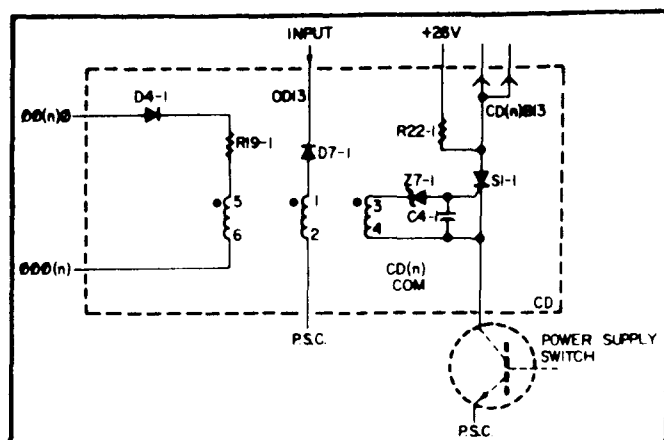 INPUT
+28V
D4-1
OD13
CD(n)B13
R19-1
D7-1
R22-1
Z7-1
S1-1
5
1
3
C4-1
6
2
4
CD(n)
COM
CD
P.S.C.
POWER SUPPLY
SWITCH
P.S.C.